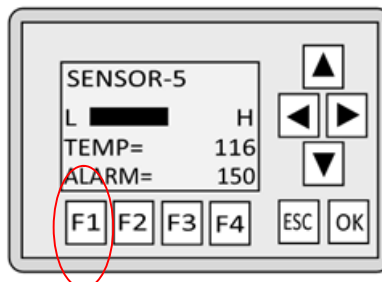 SENSOR-5
L H
TEMP= 116
ALARM= 150
F1 F2 F3 F4 ESC OK